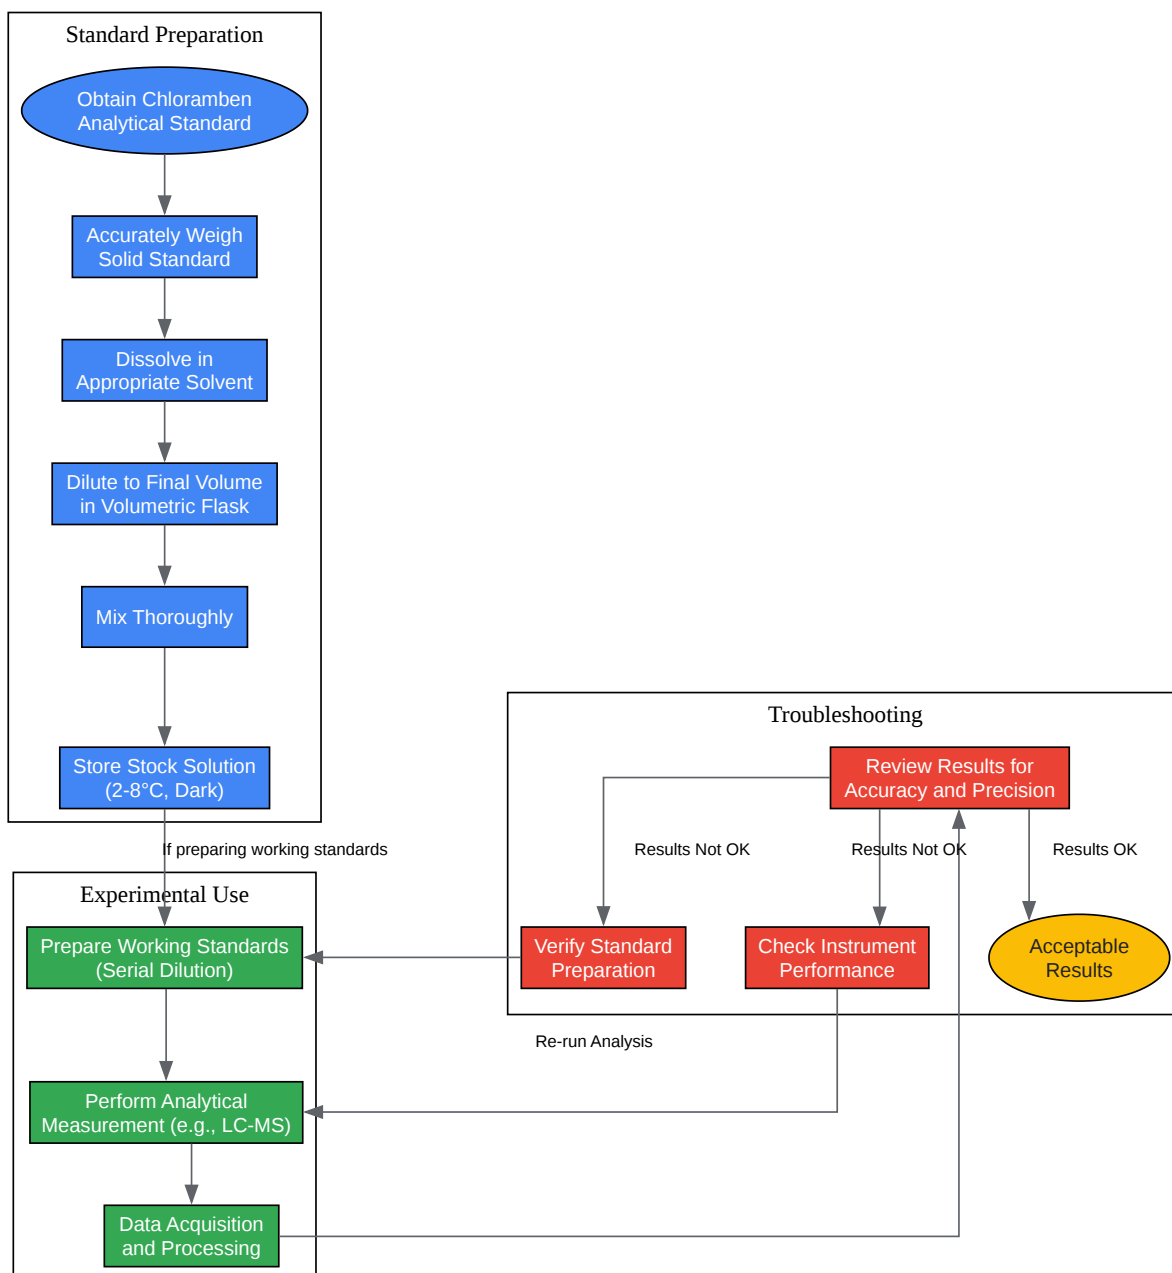 Standard Preparation
Obtain Chloramben
Analytical Standard
Accurately Weigh
Solid Standard
Dissolve in
Appropriate Solvent
Dilute to Final Volume
in Volumetric Flask
Mix Thoroughly
Store Stock Solution
(2-8°C, Dark)
If preparing working standards
Experimental Use
Prepare Working Standards
(Serial Dilution)
Perform Analytical
Measurement (e.g., LC-MS)
Data Acquisition
and Processing
Troubleshooting
Review Results for
Accuracy and Precision
Results Not OK
Results Not OK
Results OK
Verify Standard
Preparation
Check Instrument
Performance
Acceptable
Results
Re-run Analysis